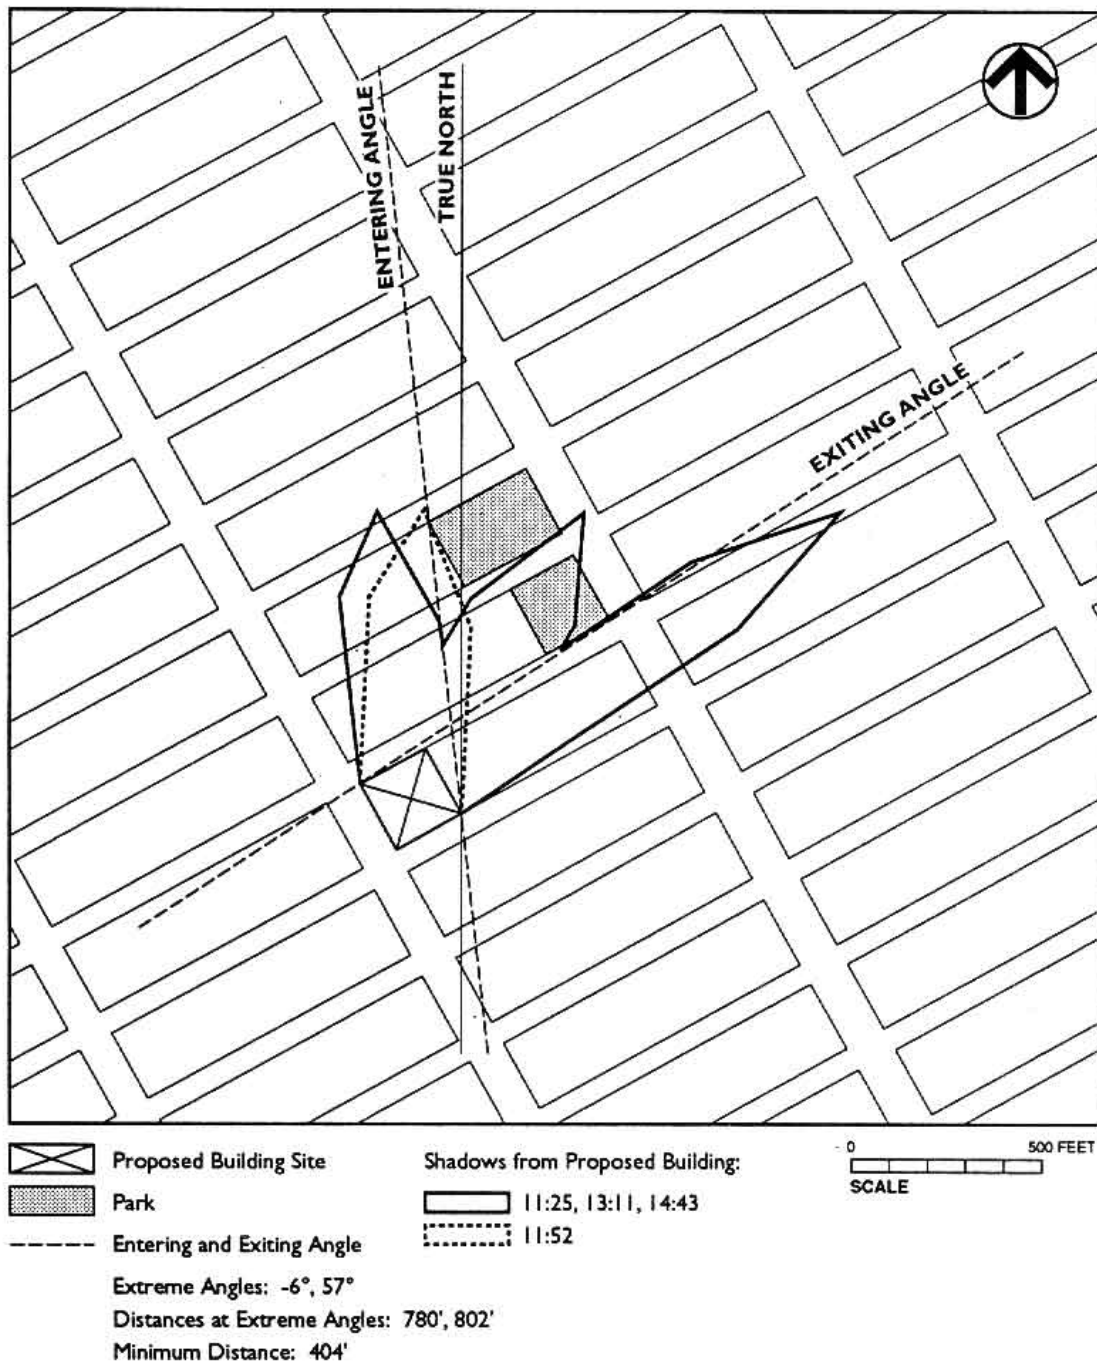 ENTERING ANGLE
TRUE NORTH
EXITING ANGLE
Proposed Building Site
Park
Entering and Exiting Angle
Extreme Angles: -6°, 57°
Distances at Extreme Angles: 780', 802'
Minimum Distance: 404'
Shadows from Proposed Building:
11:25, 13:11, 14:43
11:52
0 500 FEET
SCALE